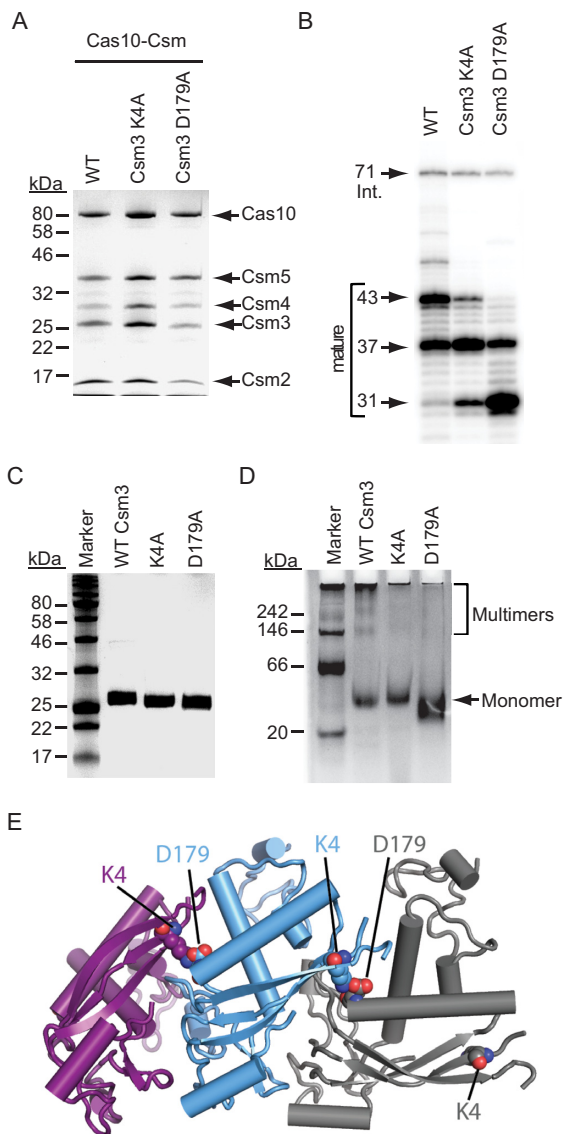 A
Cas10-Csm
WT
Csm3 K4A
Csm3 D179A
kDa
80
58
46
32
25
22
17
Cas10
Csm5
Csm4
Csm3
Csm2
B
WT
Csm3 K4A
Csm3 D179A
71
Int.
43
37
31
mature
C
Marker
WT Csm3
K4A
D179A
kDa
80
58
46
32
25
22
17
D
Marker
WT Csm3
K4A
D179A
kDa
242
146
66
20
Multimers
Monomer
E
K4
D179
K4
D179
K4